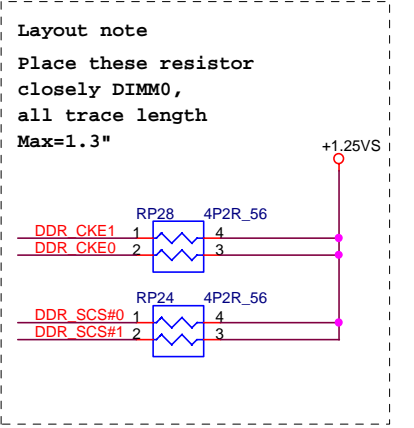 Layout note
Place these resistor
closely DIMM0,
all trace length
Max=1.3"
+1.25VS
RP28 4P2R_56
DDR_CKE1 1 4
DDR_CKE0 2 3
RP24 4P2R_56
DDR_SCS#0 1 4
DDR_SCS#1 2 3